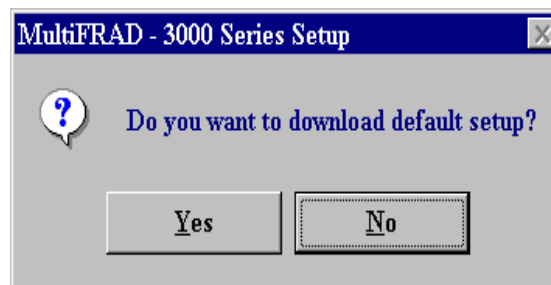 MultiFRAD - 3000 Series Setup
Do you want to download default setup?
Yes No